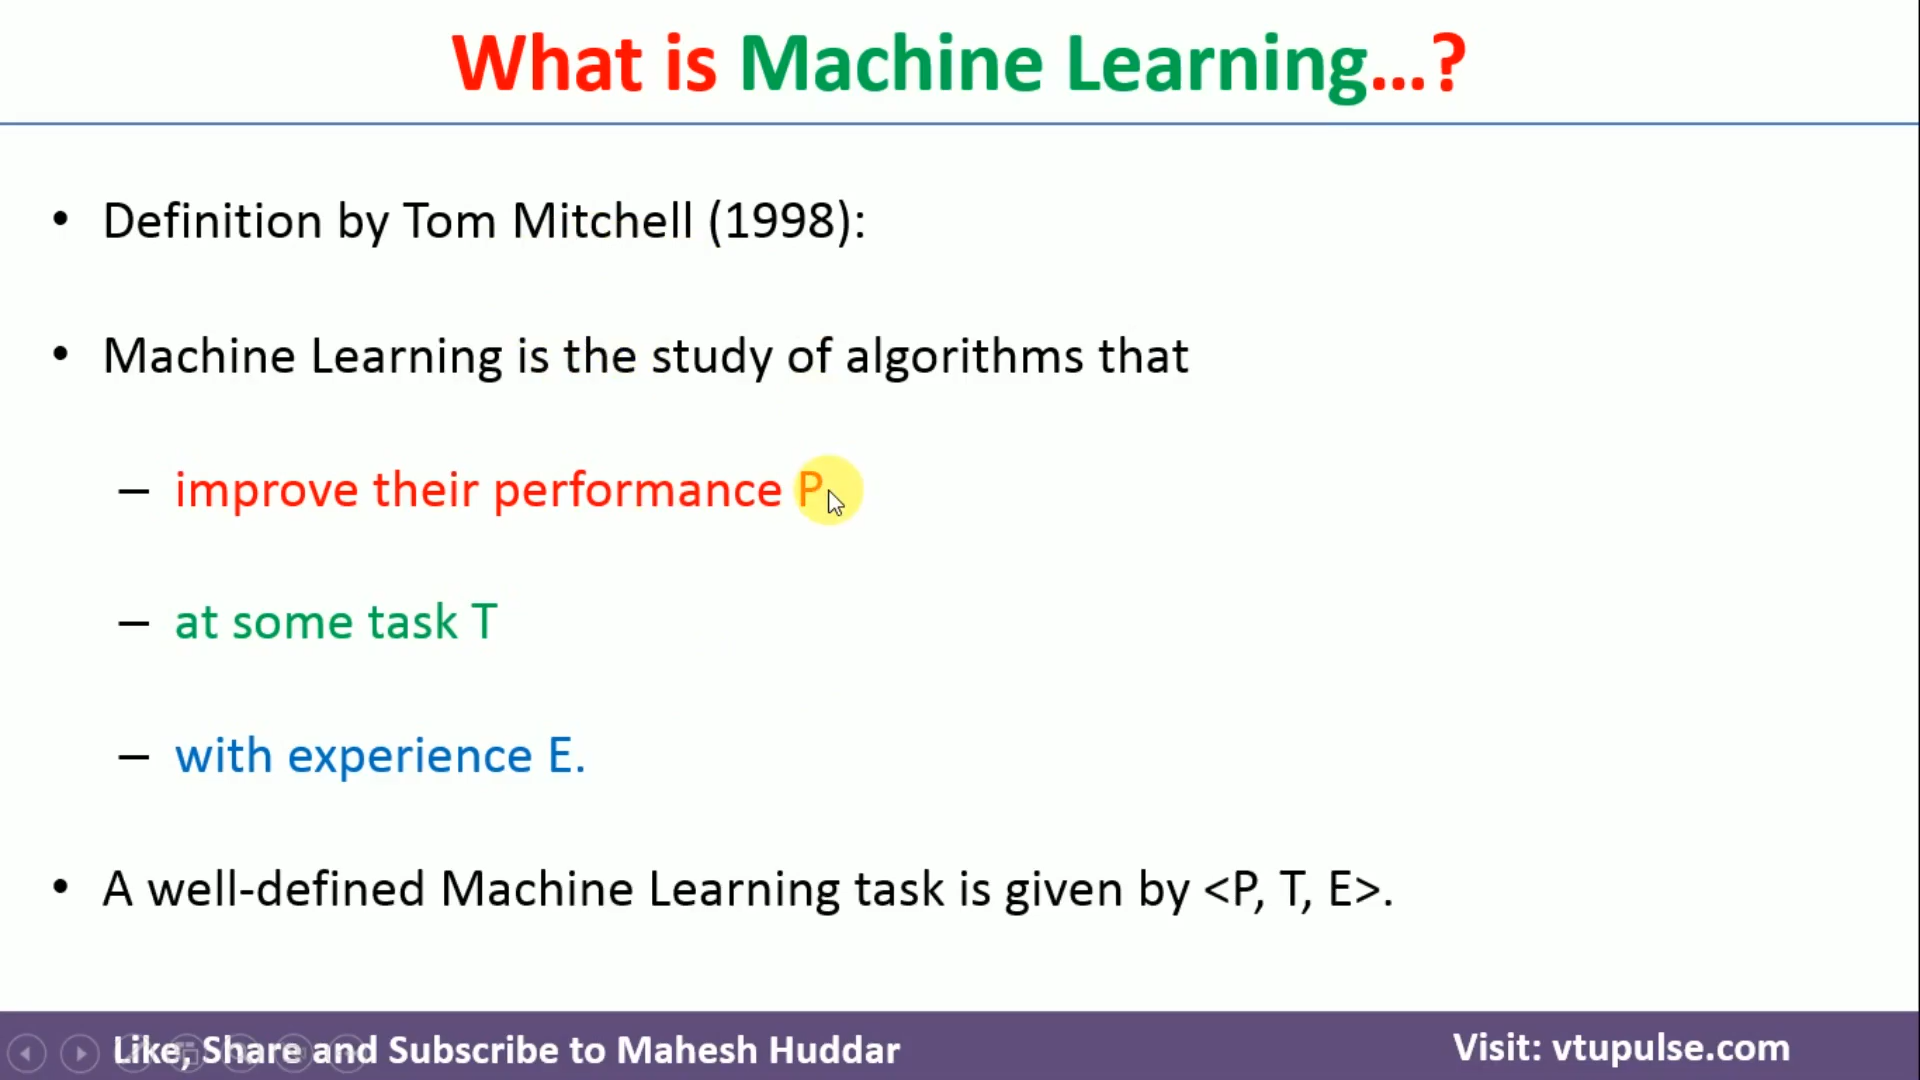 What is Machine Learning...?
• Definition by Tom Mitchell (1998):
• Machine Learning is the study of algorithms that
– improve their performance P
– at some task T
– with experience E.
• A well-defined Machine Learning task is given by <P, T, E>.
Like, Share and Subscribe to Mahesh Huddar
Visit: vtupulse.com